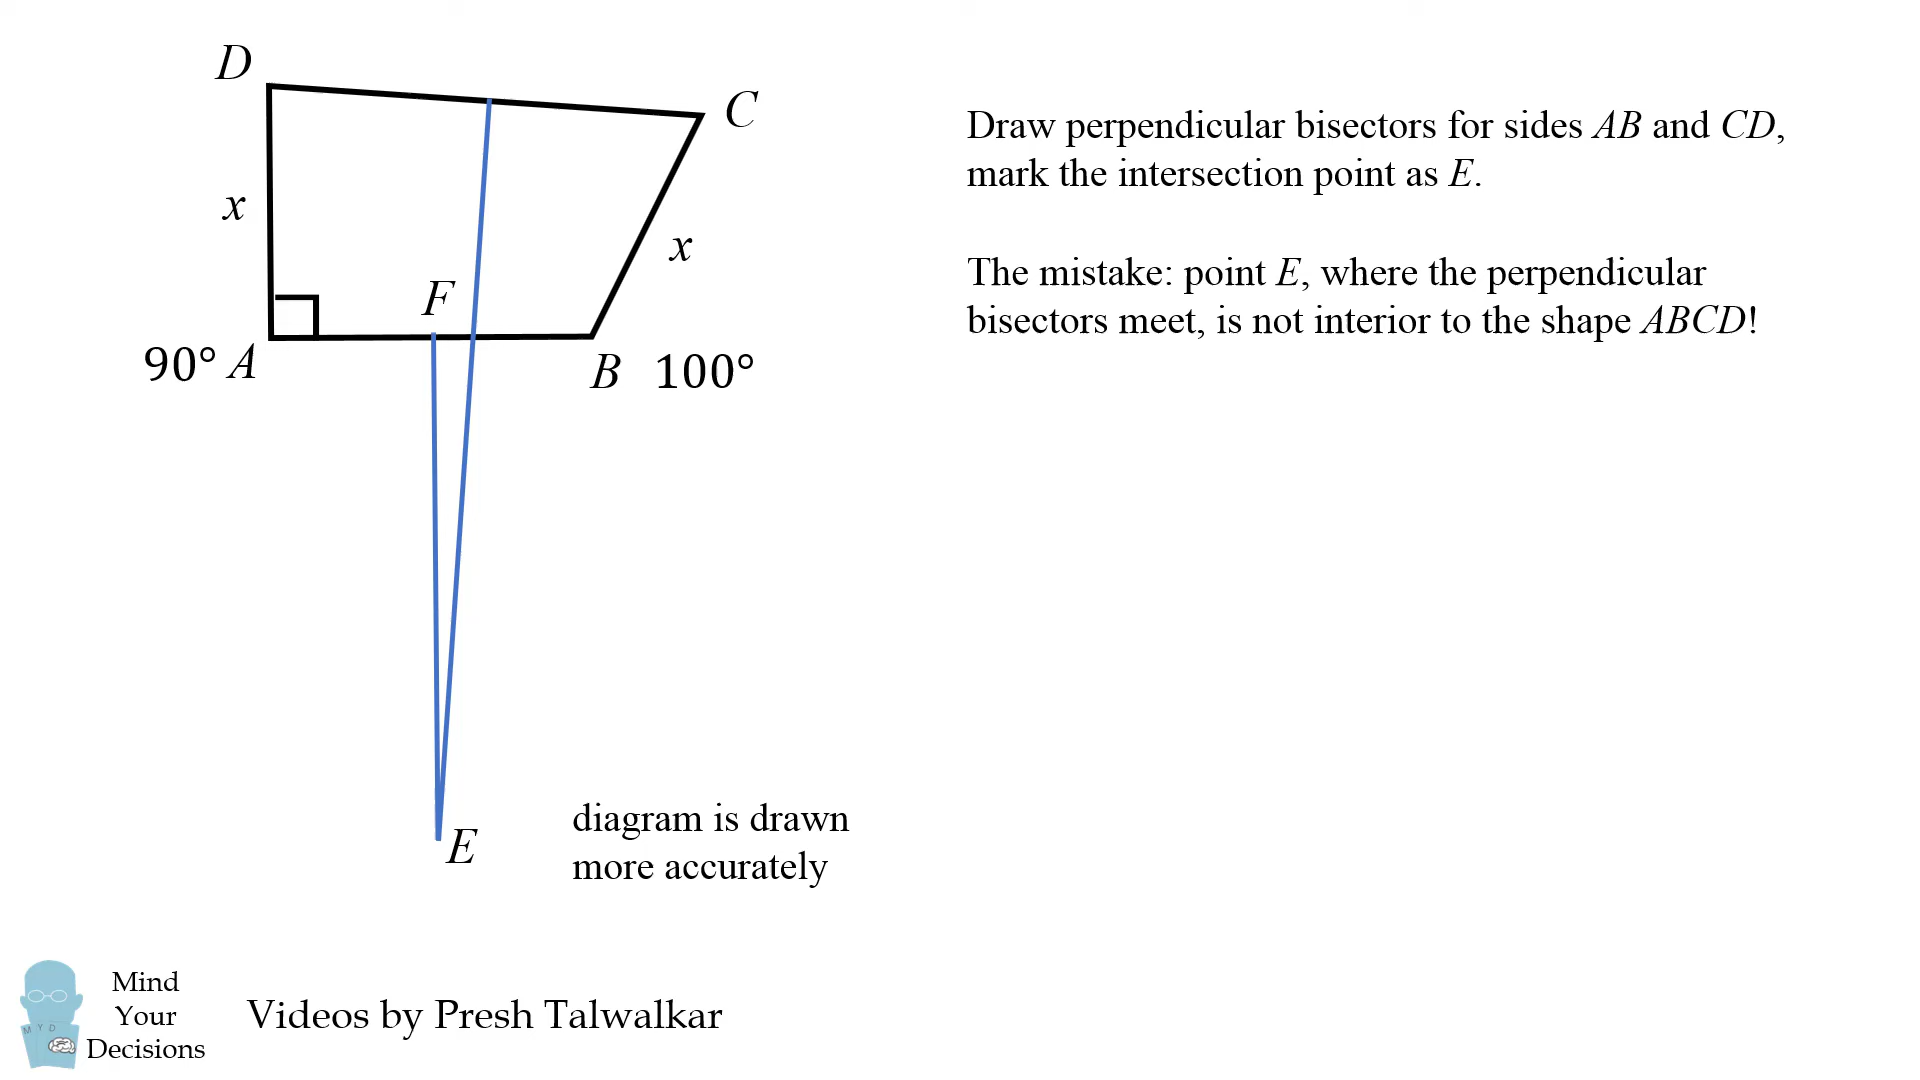 D
C
Draw perpendicular bisectors for sides AB and CD,
mark the intersection point as E.
x
x
The mistake: point E, where the perpendicular
bisectors meet, is not interior to the shape ABCD!
F
90° A
B 100°
diagram is drawn
more accurately
E
Mind
Your
Decisions
M Y D
Videos by Presh Talwalkar